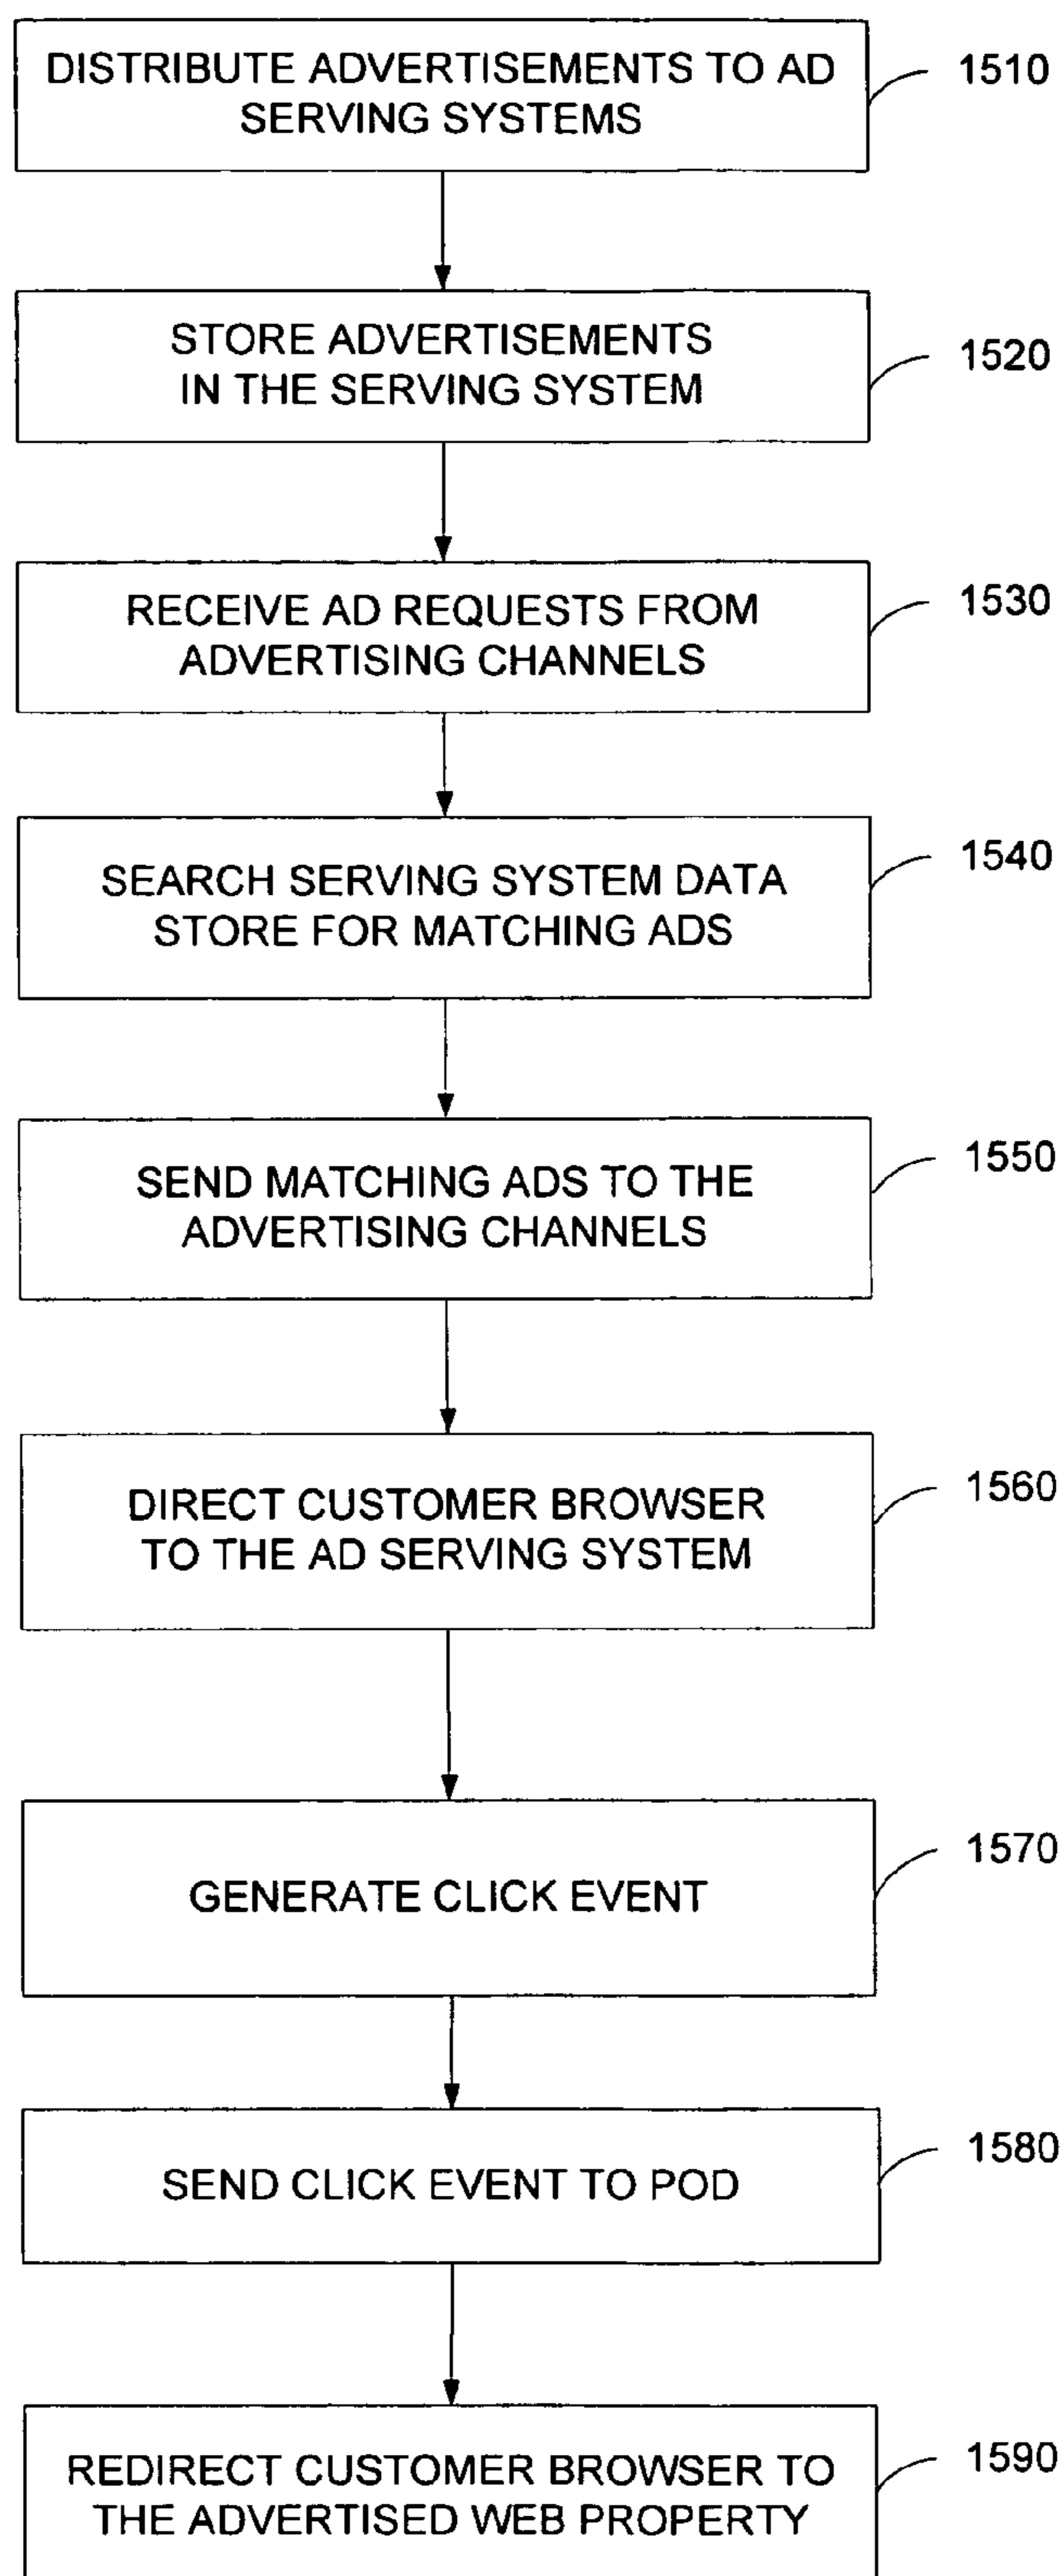 DISTRIBUTE ADVERTISEMENTS TO AD
SERVING SYSTEMS
1510
STORE ADVERTISEMENTS
IN THE SERVING SYSTEM
1520
RECEIVE AD REQUESTS FROM
ADVERTISING CHANNELS
1530
SEARCH SERVING SYSTEM DATA
STORE FOR MATCHING ADS
1540
SEND MATCHING ADS TO THE
ADVERTISING CHANNELS
1550
DIRECT CUSTOMER BROWSER
TO THE AD SERVING SYSTEM
1560
GENERATE CLICK EVENT
1570
SEND CLICK EVENT TO POD
1580
REDIRECT CUSTOMER BROWSER TO
THE ADVERTISED WEB PROPERTY
1590